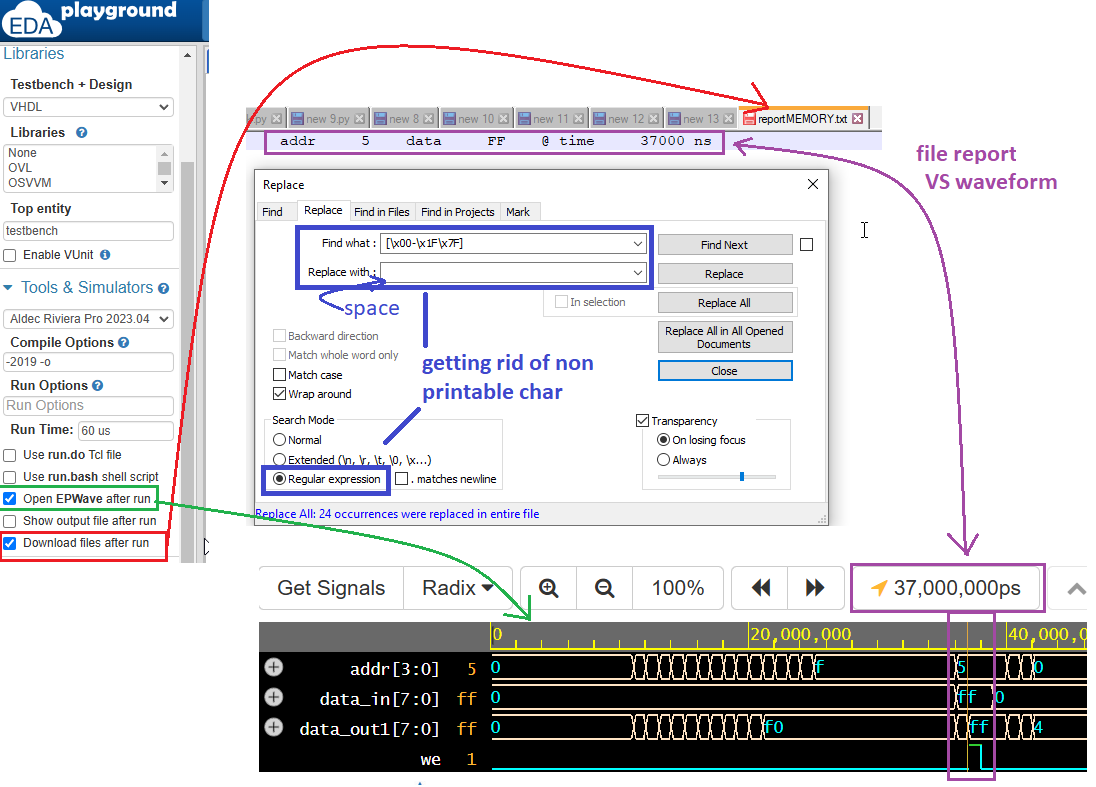 EDA playground
Libraries
Testbench + Design
VHDL
Libraries
None
OVL
OSVVM
Top entity
testbench
Enable VUnit
Tools & Simulators
Aldec Riviera Pro 2023.04
Compile Options
-2019 -o
Run Options
Run Options
Run Time: 60 us
Use run.do Tcl file
Use run.bash shell script
Open EPWave after run
Show output file after run
Download files after run
.py new 9.py new 8 new 10 new 11 new 12 new 13 reportMEMORY.txt
addr 5 data FF @ time 37000 ns
file report
VS waveform
Replace
Find Replace Find in Files Find in Projects Mark
Find what : [\x00-\x1F\x7F]
Find Next
Replace with :
Replace
space
In selection
Replace All
Replace All in All Opened
Documents
Close
Backward direction
Match whole word only
Match case
Wrap around
getting rid of non
printable char
Search Mode
Normal
Extended (\n, \r, \t, \0, \x...)
Regular expression
. matches newline
Transparency
On losing focus
Always
Replace All: 24 occurrences were replaced in entire file
Get Signals Radix 100% 37,000,000ps
0 20,000,000 40,000,0
addr[3:0] 5 0 f 5 0
data_in[7:0] ff 0 ff 0
data_out1[7:0] ff 0 f0 ff 4
we 1